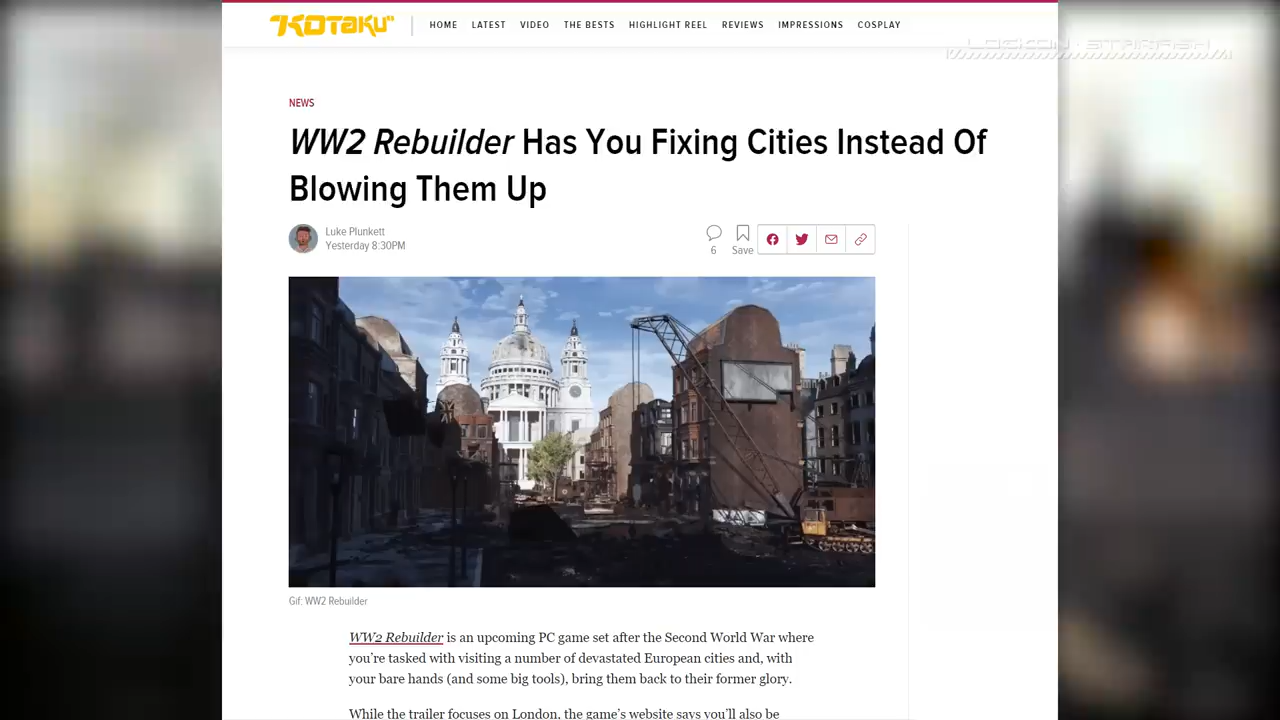 KOTAKU
HOME LATEST VIDEO THE BESTS HIGHLIGHT REEL REVIEWS IMPRESSIONS COSPLAY
LOCKON · STARASH
NEWS
WW2 Rebuilder Has You Fixing Cities Instead Of
Blowing Them Up
Luke Plunkett
Yesterday 8:30PM
6
Save
Gif: WW2 Rebuilder
WW2 Rebuilder is an upcoming PC game set after the Second World War where
you're tasked with visiting a number of devastated European cities and, with
your bare hands (and some big tools), bring them back to their former glory.
While the trailer focuses on London, the game's website says you'll also be